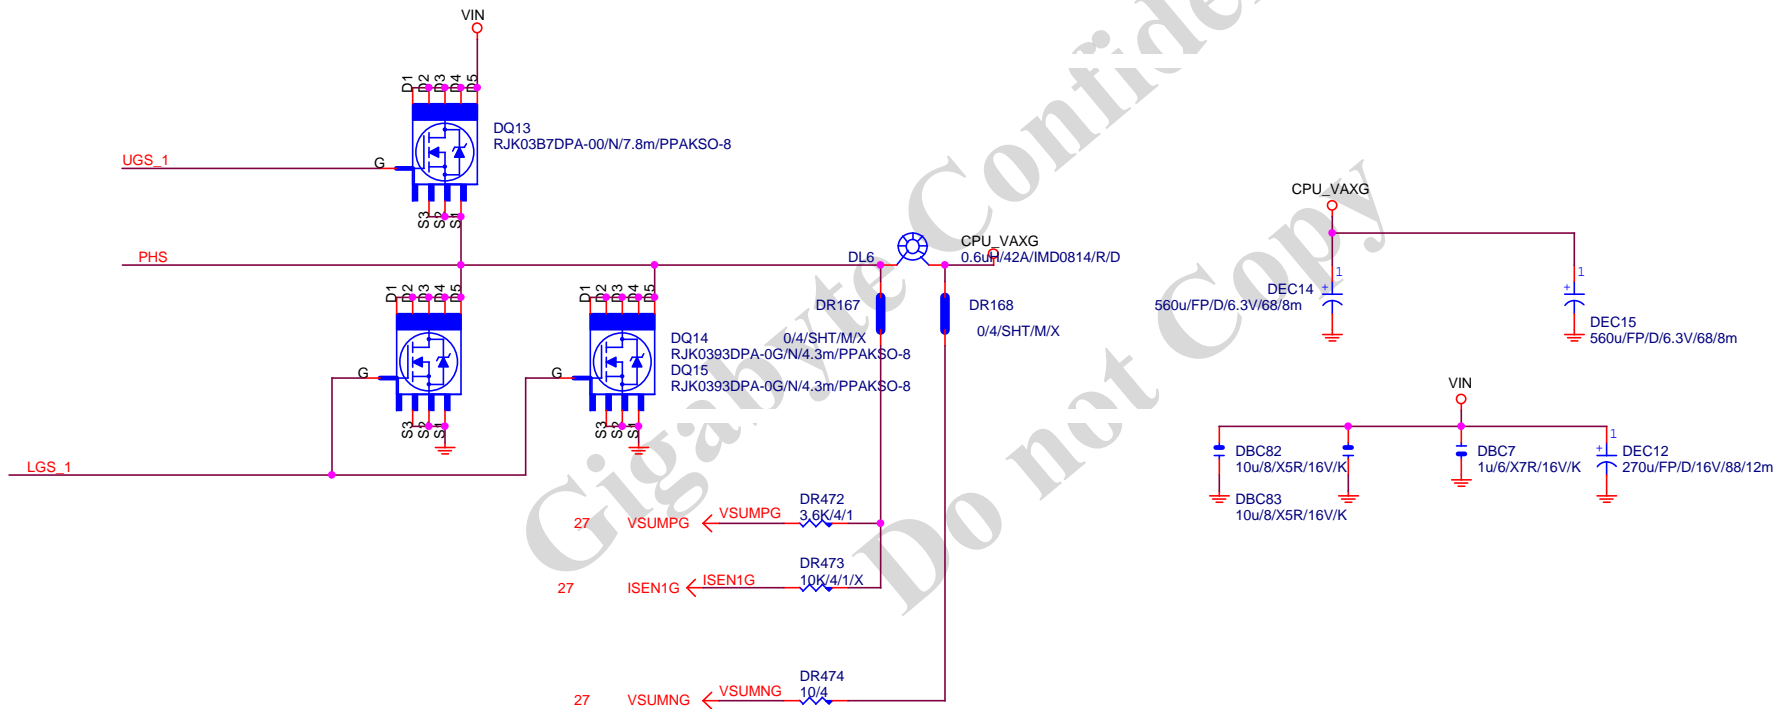 VIN
D1
D2
D3
D4
D5
DQ13
RJK03B7DPA-00/N/7.8m/PPAKSO-8
UGS_1
G
S3
S2
S1
PHS
DL6
CPU_VAXG
0.6uH/42A/IMD0814/R/D
D1
D2
D3
D4
D5
D1
D2
D3
D4
D5
DR167
0/4/SHT/M/X
DR168
0/4/SHT/M/X
DQ14
RJK0393DPA-0G/N/4.3m/PPAKSO-8
DQ15
RJK0393DPA-0G/N/4.3m/PPAKSO-8
G
G
S3
S2
S1
S3
S2
S1
LGS_1
27 VSUMPG VSUMPG
DR472
3.6K/4/1
27 ISEN1G ISEN1G
DR473
10K/4/1/X
27 VSUMNG VSUMNG
DR474
10/4
CPU_VAXG
1
+
DEC14
560u/FP/D/6.3V/68/8m
1
+
DEC15
560u/FP/D/6.3V/68/8m
VIN
DBC82
10u/8/X5R/16V/K
DBC83
10u/8/X5R/16V/K
DBC7
1u/6/X7R/16V/K
1
+
DEC12
270u/FP/D/16V/88/12m
Gigabyte Confide
Do not Copy